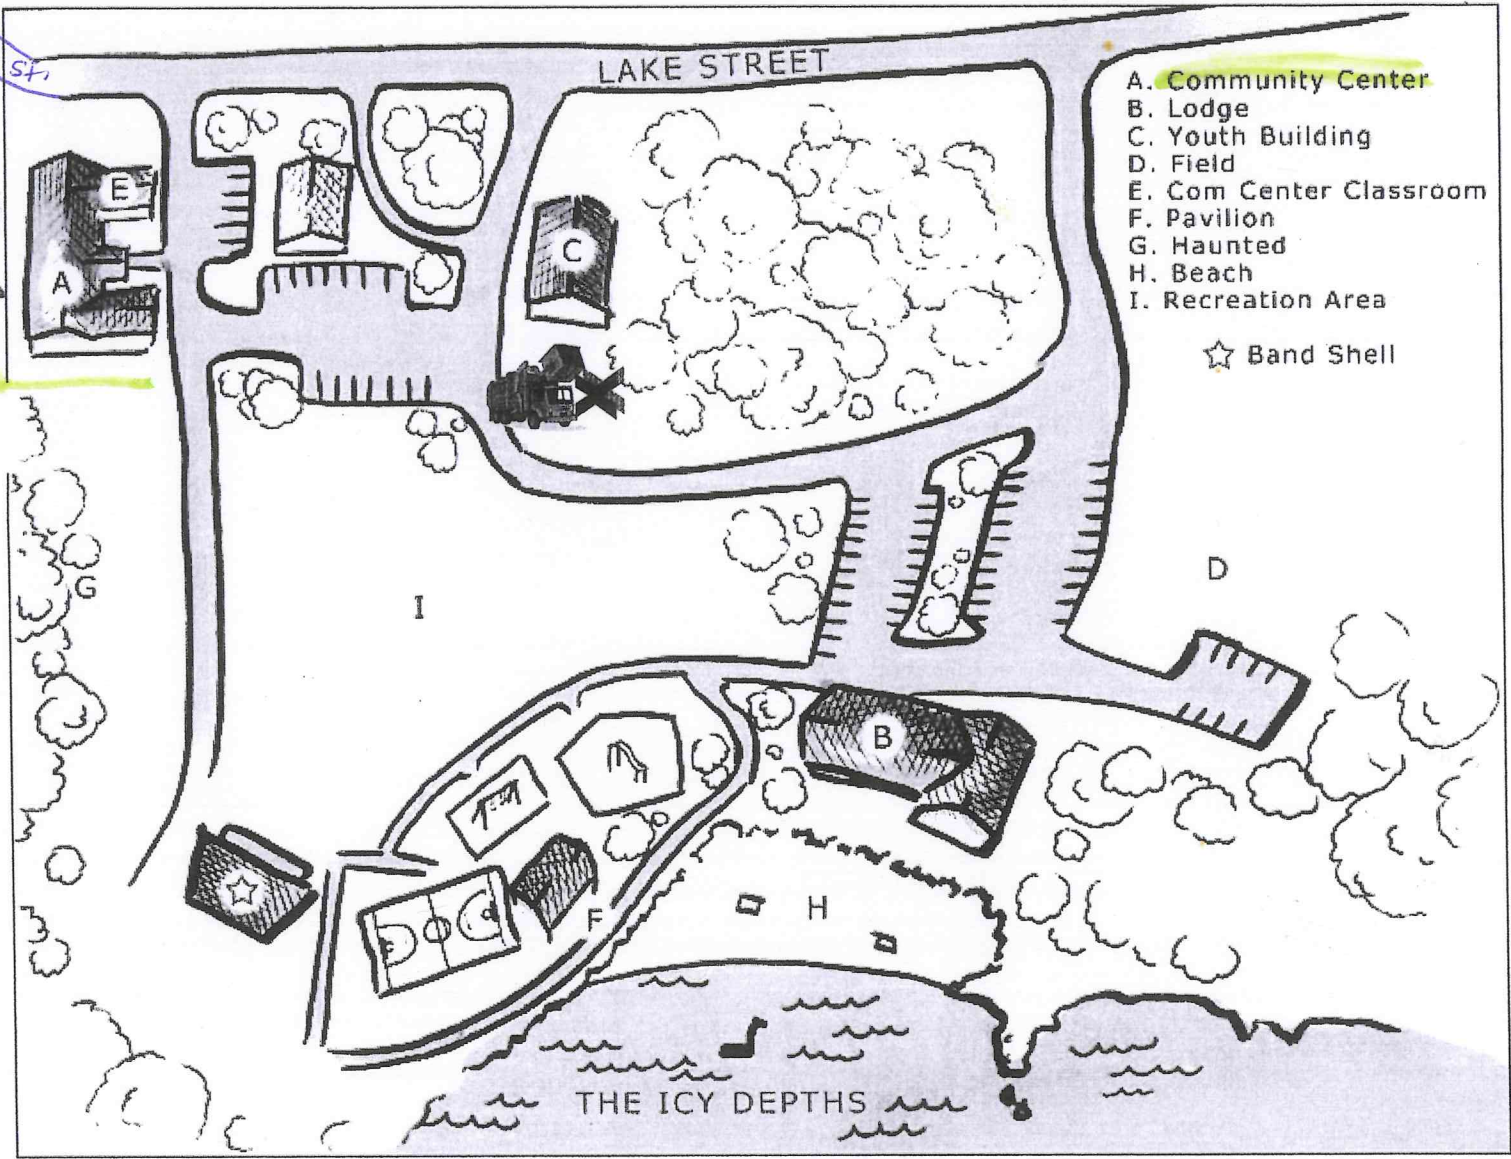 LAKE STREET
st.
A. Community Center
B. Lodge
C. Youth Building
D. Field
E. Com Center Classroom
F. Pavilion
G. Haunted
H. Beach
I. Recreation Area
☆ Band Shell
E
A
C
G
I
D
B
F
H
THE ICY DEPTHS